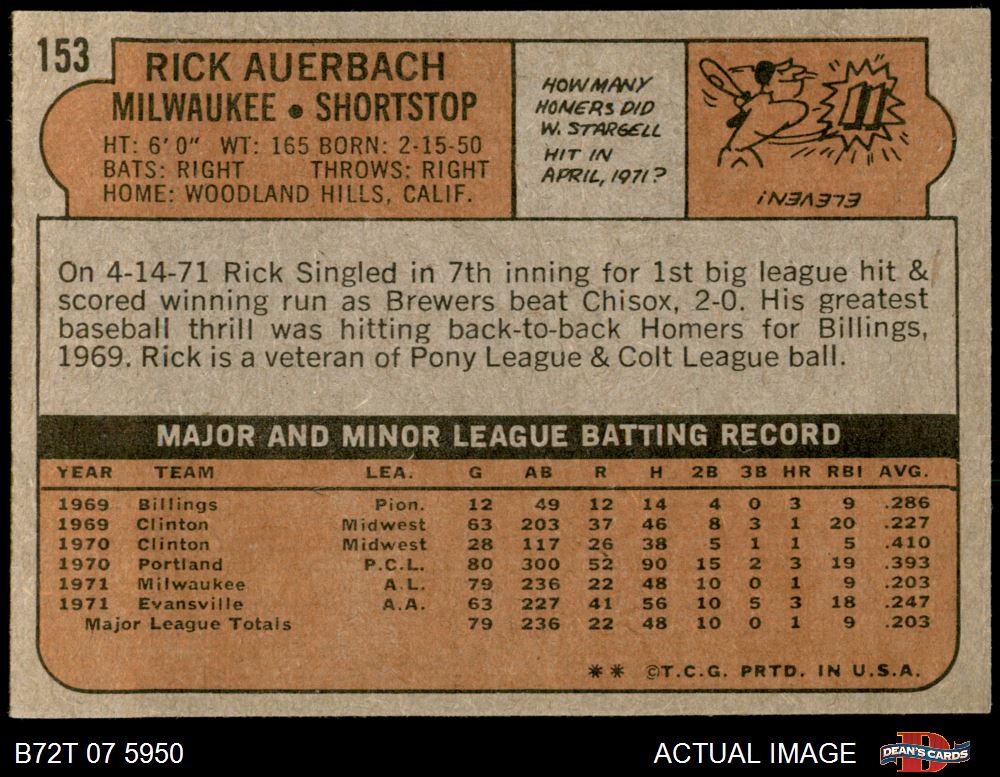 153
RICK AUERBACH
MILWAUKEE • SHORTSTOP
HT: 6'0" WT: 165 BORN: 2-15-50
BATS: RIGHT THROWS: RIGHT
HOME: WOODLAND HILLS, CALIF.
HOW MANY
HOMERS DID
W. STARGELL
HIT IN
APRIL, 1971?
11
ELEVEN!
On 4-14-71 Rick Singled in 7th inning for 1st big league hit &
scored winning run as Brewers beat Chisox, 2-0. His greatest
baseball thrill was hitting back-to-back Homers for Billings,
1969. Rick is a veteran of Pony League & Colt League ball.
MAJOR AND MINOR LEAGUE BATTING RECORD
YEAR TEAM LEA. G AB R H 2B 3B HR RBI AVG.
1969 Billings Pion. 12 49 12 14 4 0 3 9 .286
1969 Clinton Midwest 63 203 37 46 8 3 1 20 .227
1970 Clinton Midwest 28 117 26 38 5 1 1 5 .410
1970 Portland P.C.L. 80 300 52 90 15 2 3 19 .393
1971 Milwaukee A.L. 79 236 22 48 10 0 1 9 .203
1971 Evansville A.A. 63 227 41 56 10 5 3 18 .247
Major League Totals 79 236 22 48 10 0 1 9 .203
** ©T.C.G. PRTD. IN U.S.A.
B72T 07 5950 ACTUAL IMAGE DEAN'S CARDS